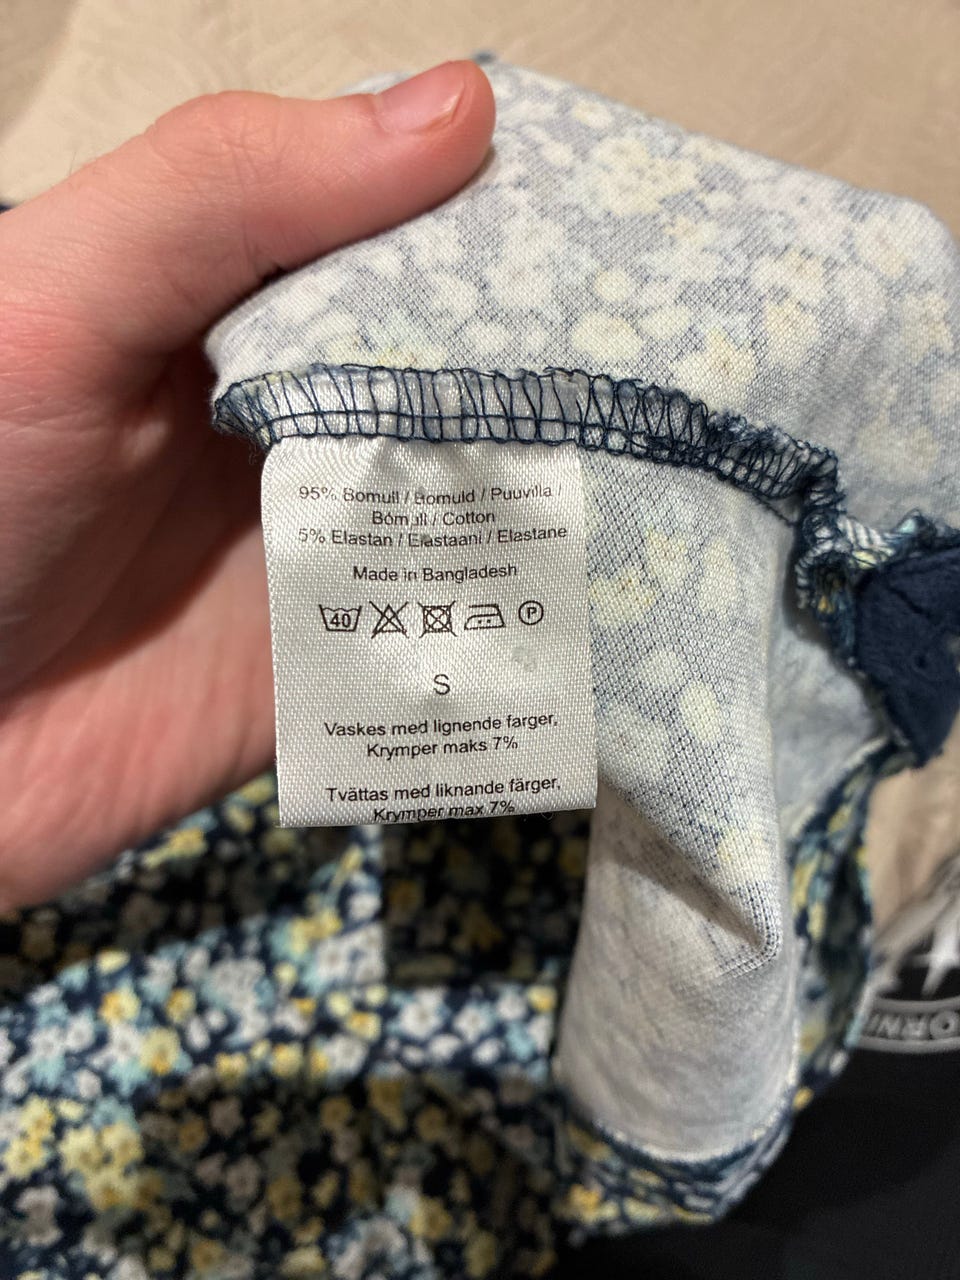 95% Bomull / Bomuld / Puuvilla /
Bómull / Cotton
5% Elastan / Elastaani / Elastane
Made in Bangladesh
40
P
S
Vaskes med lignende farger,
Krymper maks 7%
Tvättas med liknande färger,
Krymper max 7%